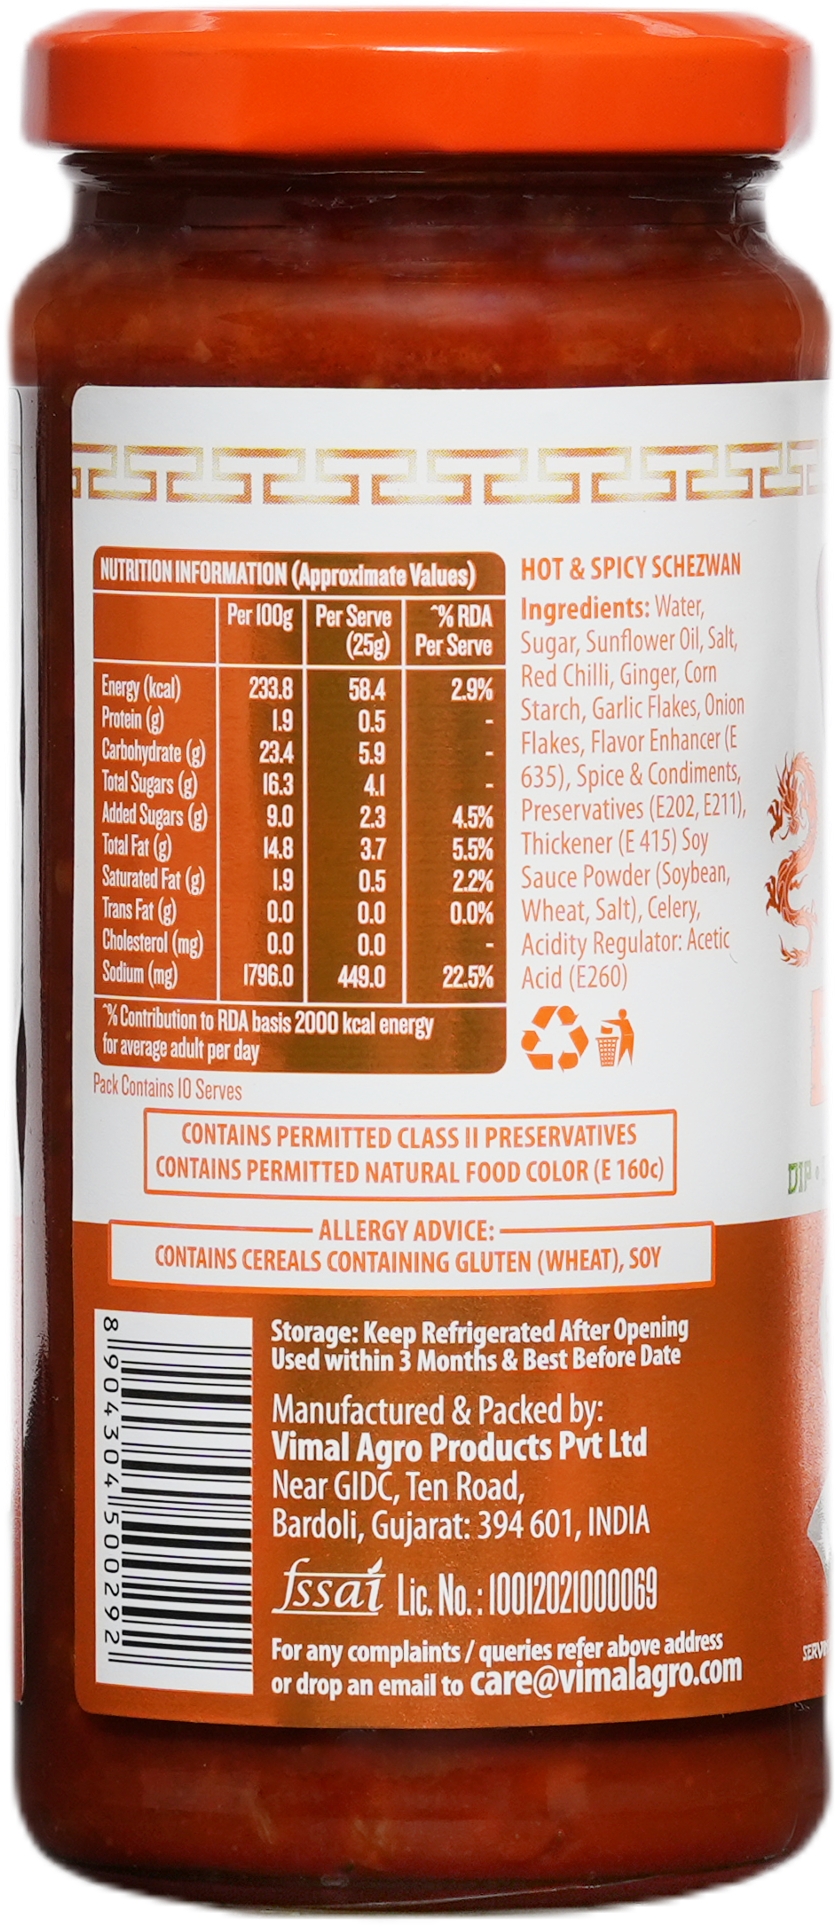 NUTRITION INFORMATION (Approximate Values)
Per 100g Per Serve (25g) ^% RDA Per Serve
Energy (kcal) 233.8 58.4 2.9%
Protein (g) 1.9 0.5 -
Carbohydrate (g) 23.4 5.9 -
Total Sugars (g) 16.3 4.1 -
Added Sugars (g) 9.0 2.3 4.5%
Total Fat (g) 14.8 3.7 5.5%
Saturated Fat (g) 1.9 0.5 2.2%
Trans Fat (g) 0.0 0.0 0.0%
Cholesterol (mg) 0.0 0.0 -
Sodium (mg) 1796.0 449.0 22.5%
^% Contribution to RDA basis 2000 kcal energy
for average adult per day
Pack Contains 10 Serves
HOT & SPICY SCHEZWAN
Ingredients: Water,
Sugar, Sunflower Oil, Salt,
Red Chilli, Ginger, Corn
Starch, Garlic Flakes, Onion
Flakes, Flavor Enhancer (E
635), Spice & Condiments,
Preservatives (E202, E211),
Thickener (E 415) Soy
Sauce Powder (Soybean,
Wheat, Salt), Celery,
Acidity Regulator: Acetic
Acid (E260)
CONTAINS PERMITTED CLASS II PRESERVATIVES
CONTAINS PERMITTED NATURAL FOOD COLOR (E 160c)
DIP •
ALLERGY ADVICE:
CONTAINS CEREALS CONTAINING GLUTEN (WHEAT), SOY
8 904304 500292
Storage: Keep Refrigerated After Opening
Used within 3 Months & Best Before Date
Manufactured & Packed by:
Vimal Agro Products Pvt Ltd
Near GIDC, Ten Road,
Bardoli, Gujarat: 394 601, INDIA
fssai Lic. No. : 10012021000069
For any complaints / queries refer above address
or drop an email to care@vimalagro.com